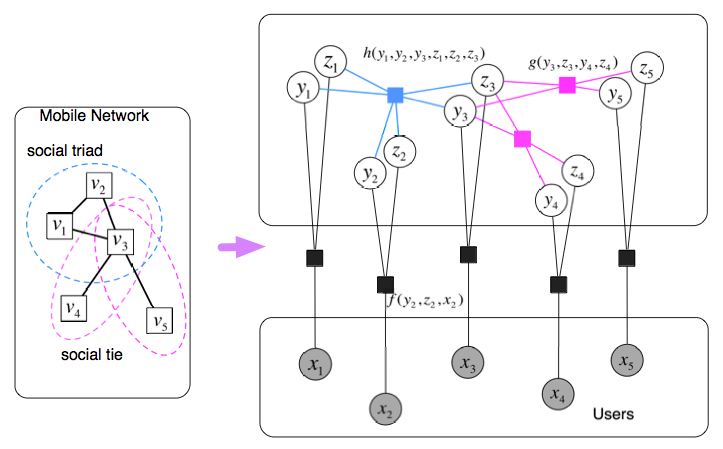 Mobile Network
social triad
v₂
v₁
v₃
v₄
v₅
social tie
h(y₁,y₂,y₃,z₁,z₂,z₃)
g(y₃,z₃,y₄,z₄)
z₁
y₁
z₃
z₅
y₅
y₃
z₂
y₂
z₄
y₄
f(y₂,z₂,x₂)
x₁
x₂
x₃
x₄
x₅
Users